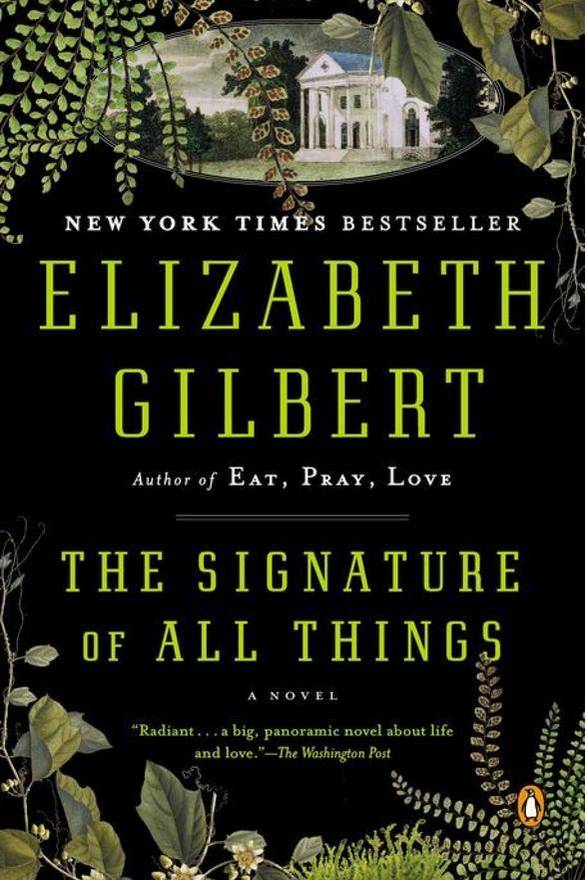 NEW YORK TIMES BESTSELLER
ELIZABETH
GILBERT
Author of EAT, PRAY, LOVE
THE SIGNATURE
OF ALL THINGS
A NOVEL
“Radiant . . . a big, panoramic novel about life
and love.”—The Washington Post